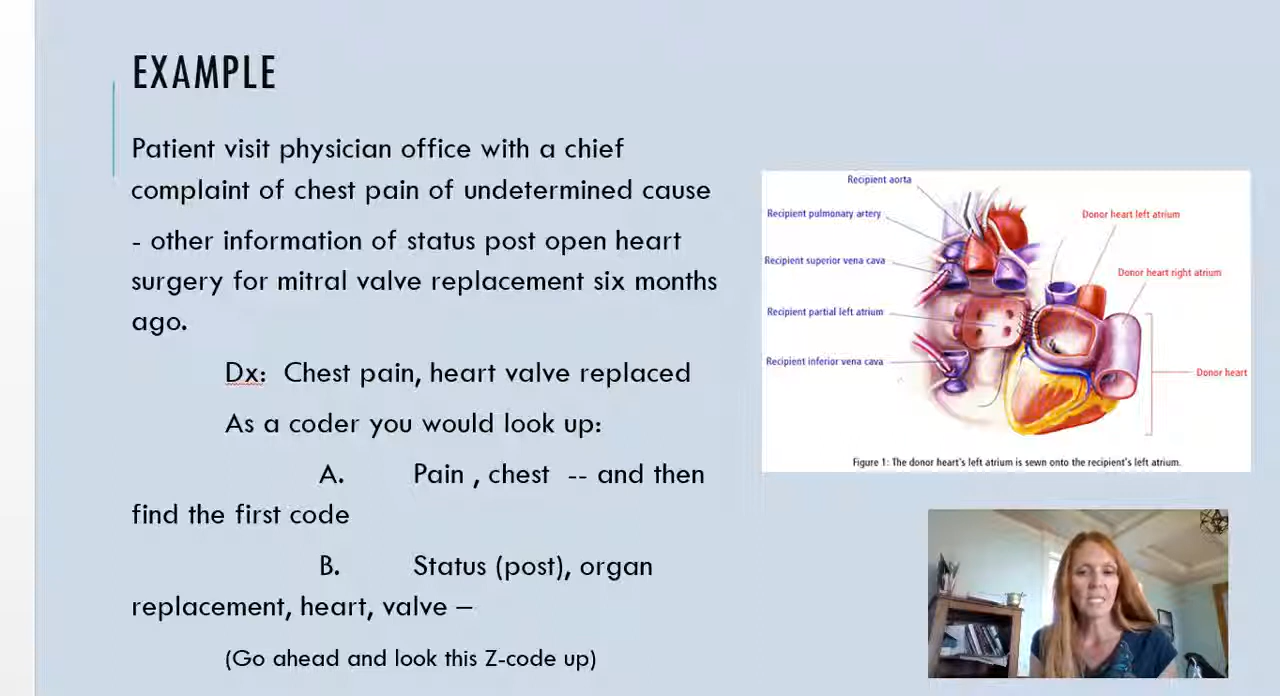 EXAMPLE
Patient visit physician office with a chief
complaint of chest pain of undetermined cause
- other information of status post open heart
surgery for mitral valve replacement six months
ago.
Dx: Chest pain, heart valve replaced
As a coder you would look up:
A. Pain , chest -- and then
find the first code
B. Status (post), organ
replacement, heart, valve –
(Go ahead and look this Z-code up)
Recipient aorta
Recipient pulmonary artery
Donor heart left atrium
Recipient superior vena cava
Donor heart right atrium
Recipient partial left atrium
Recipient inferior vena cava
Donor heart
Figure 1: The donor heart's left atrium is sewn onto the recipient's left atrium.